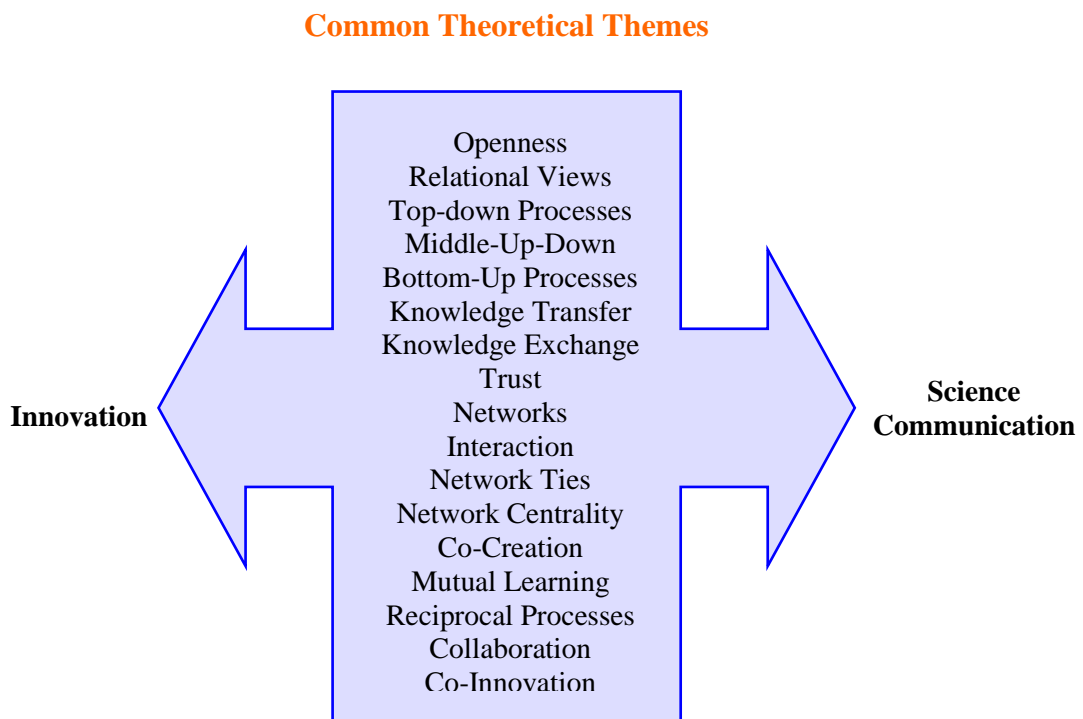 Common Theoretical Themes
Openness
Relational Views
Top-down Processes
Middle-Up-Down
Bottom-Up Processes
Knowledge Transfer
Knowledge Exchange
Trust
Networks
Interaction
Network Ties
Network Centrality
Co-Creation
Mutual Learning
Reciprocal Processes
Collaboration
Co-Innovation
Innovation
Science
Communication